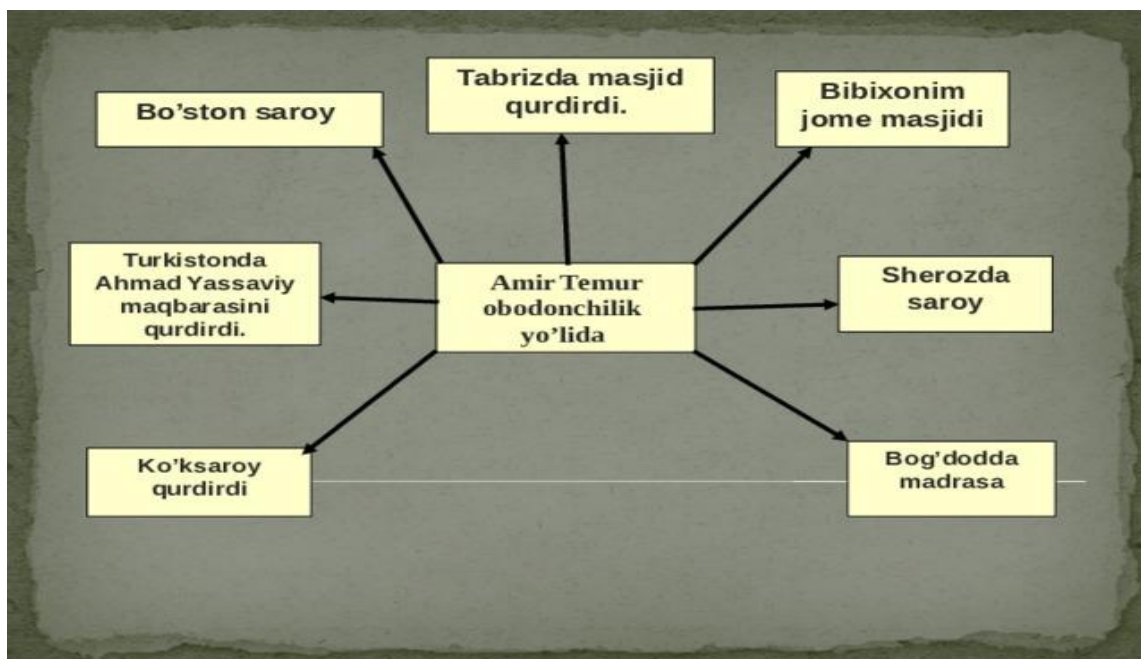 Bo’ston saroy
Tabrizda masjid
qurdirdi.
Bibixonim
jome masjidi
Turkistonda
Ahmad Yassaviy
maqbarasini
qurdirdi.
Amir Temur
obodonchilik
yo’lida
Sherozda
saroy
Ko’ksaroy
qurdirdi
Bog’dodda
madrasa